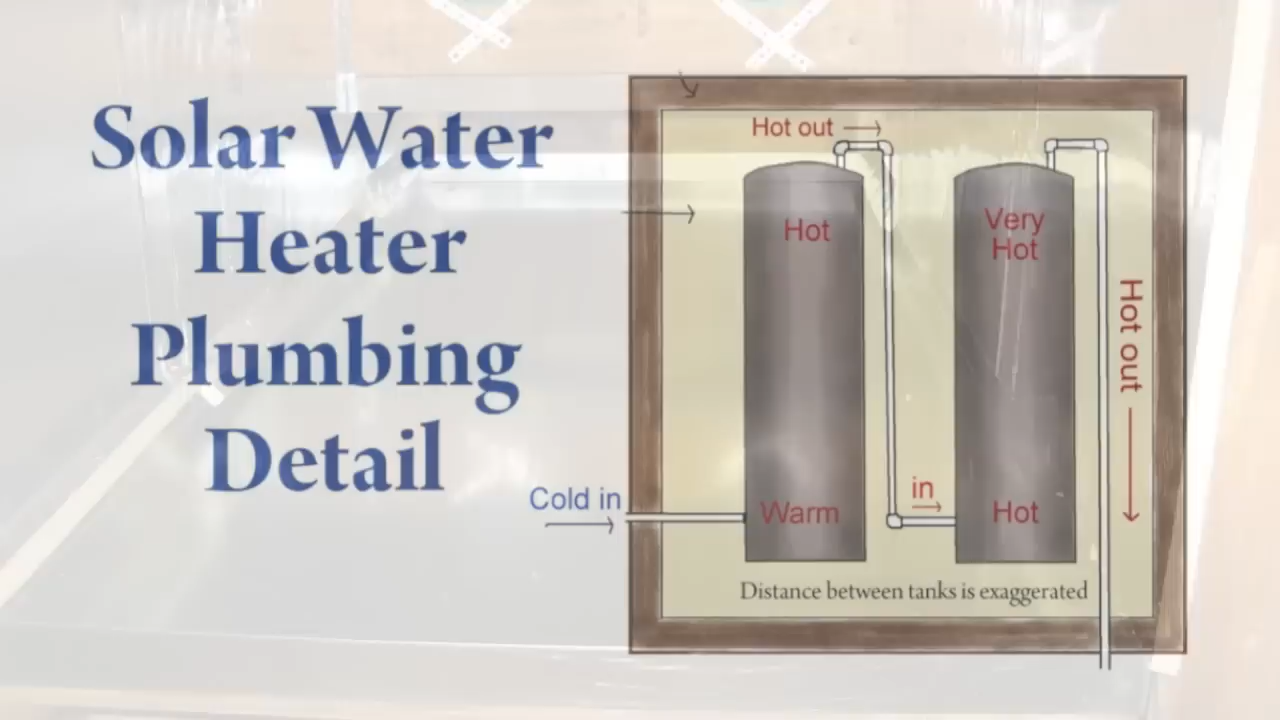 Solar Water
Heater
Plumbing
Detail
Hot out
Hot
Very
Hot
Hot out
Cold in
Warm
in
Hot
Distance between tanks is exaggerated